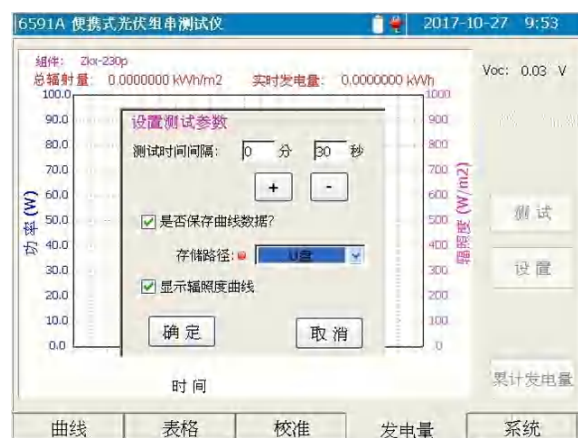 6591A 便携式光伏组串测试仪 2017-10-27 9:53
组件: Zkx-230p
总辐射量: 0.0000000 kWh/m2 实时发电量: 0.0000000 kWh
Voc: 0.03 V
100.0 1000
90.0 900
80.0 800
70.0 700
60.0 600
50.0 500
40.0 400
30.0 300
20.0 200
10.0 100
0.0 0
功率(W)
辐照度(W/m2)
设置测试参数
测试时间间隔: 0 分 30 秒
+ -
是否保存曲线数据?
存储路径: U盘
显示辐照度曲线
确定 取消
时间
测试
设置
累计发电量
曲线 表格 校准 发电量 系统